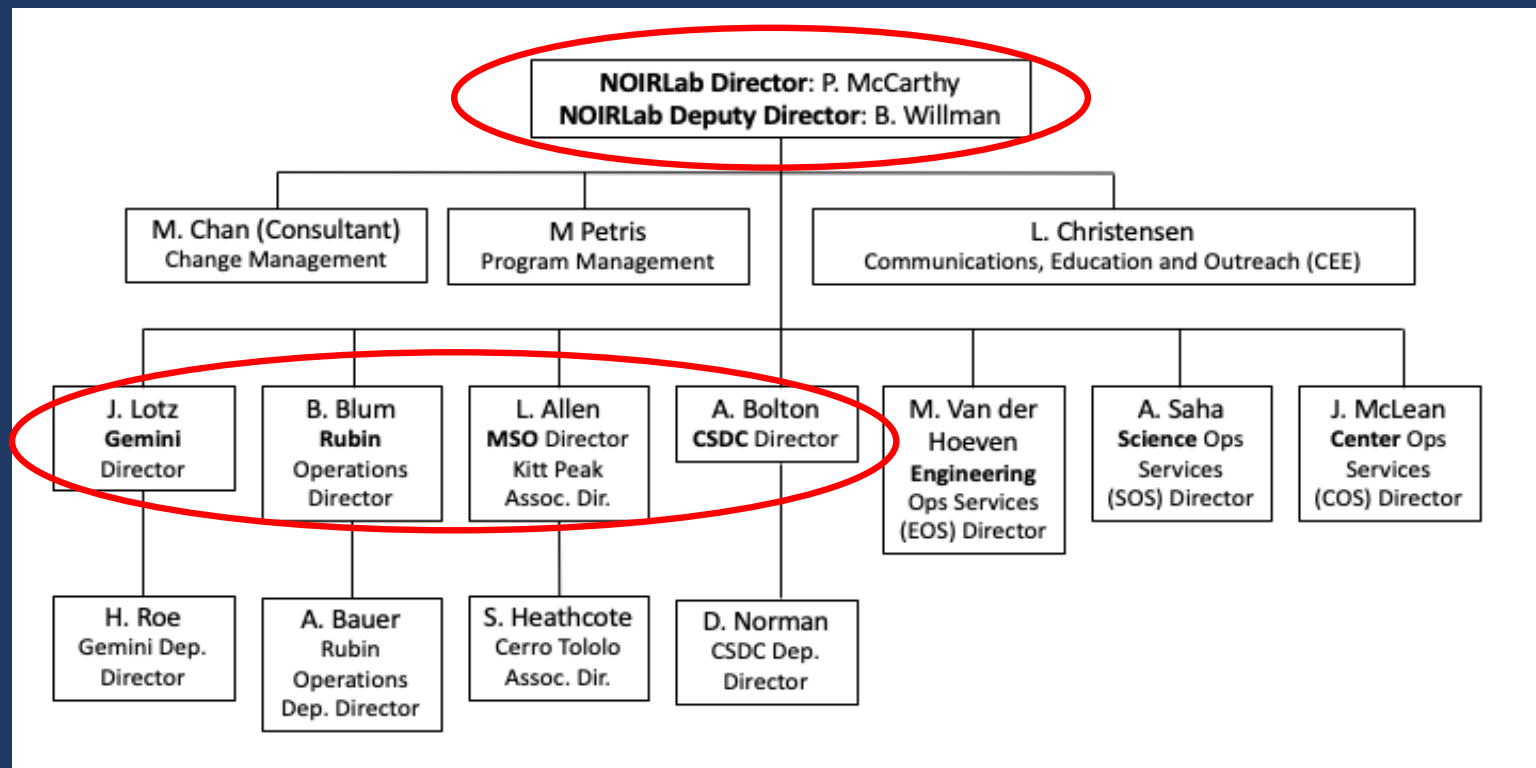 NOIRLab Director: P. McCarthy
NOIRLab Deputy Director: B. Willman
M. Chan (Consultant)
Change Management
M Petris
Program Management
L. Christensen
Communications, Education and Outreach (CEE)
J. Lotz
Gemini
Director
B. Blum
Rubin
Operations
Director
L. Allen
MSO Director
Kitt Peak
Assoc. Dir.
A. Bolton
CSDC Director
M. Van der
Hoeven
Engineering
Ops Services
(EOS) Director
A. Saha
Science Ops
Services
(SOS) Director
J. McLean
Center Ops
Services
(COS) Director
H. Roe
Gemini Dep.
Director
A. Bauer
Rubin
Operations
Dep. Director
S. Heathcote
Cerro Tololo
Assoc. Dir.
D. Norman
CSDC Dep.
Director